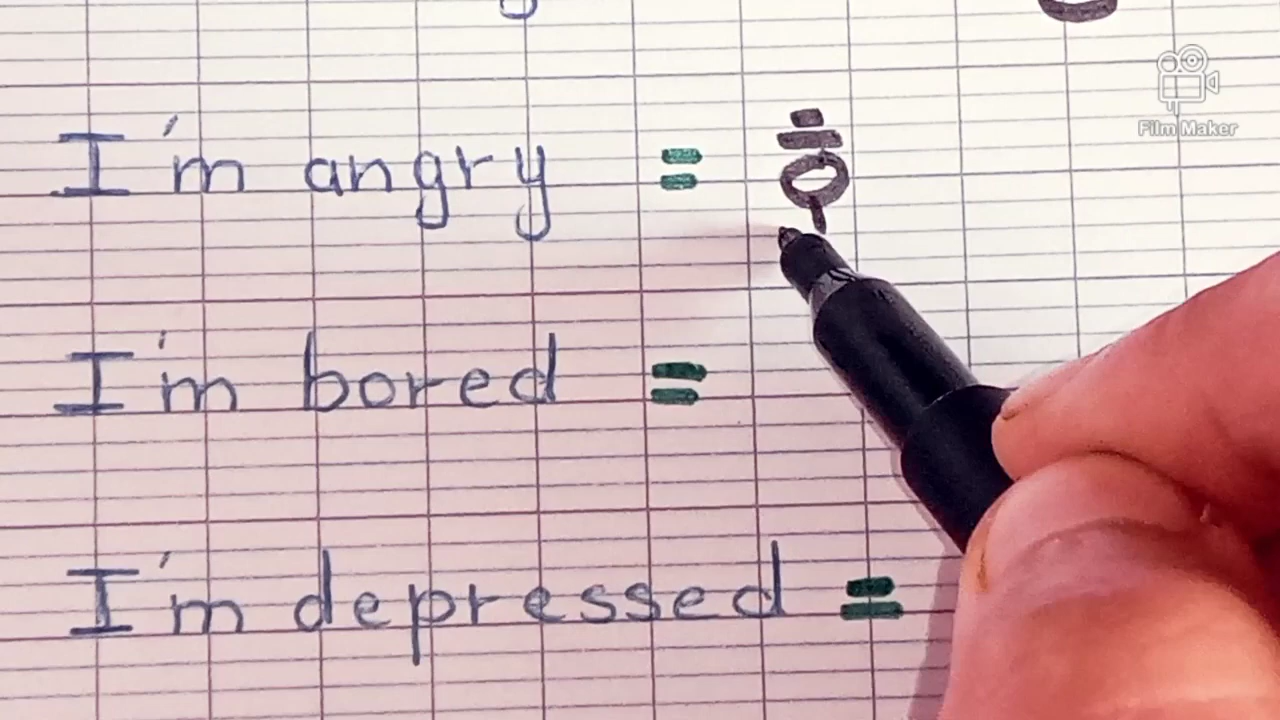 Film Maker
I'm angry =
I'm bored =
I'm depressed =